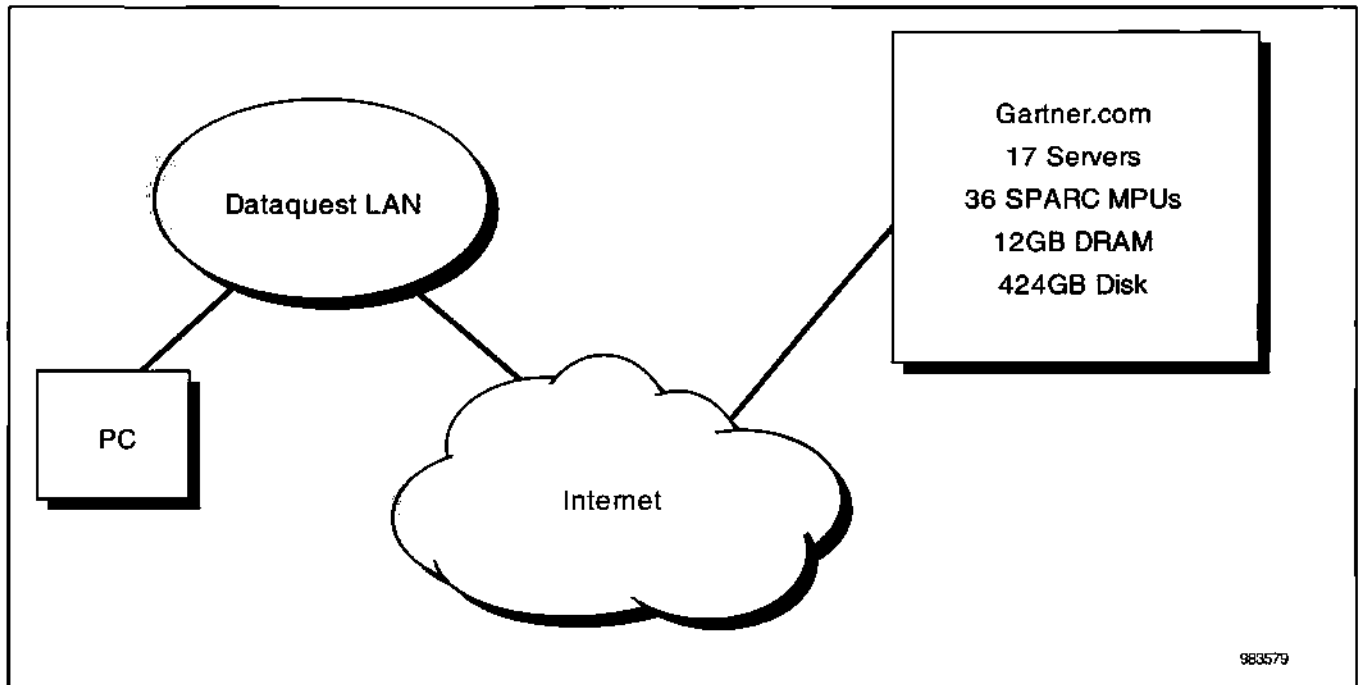 Gartner.com
17 Servers
36 SPARC MPUs
12GB DRAM
424GB Disk
Dataquest LAN
PC
Internet
983579